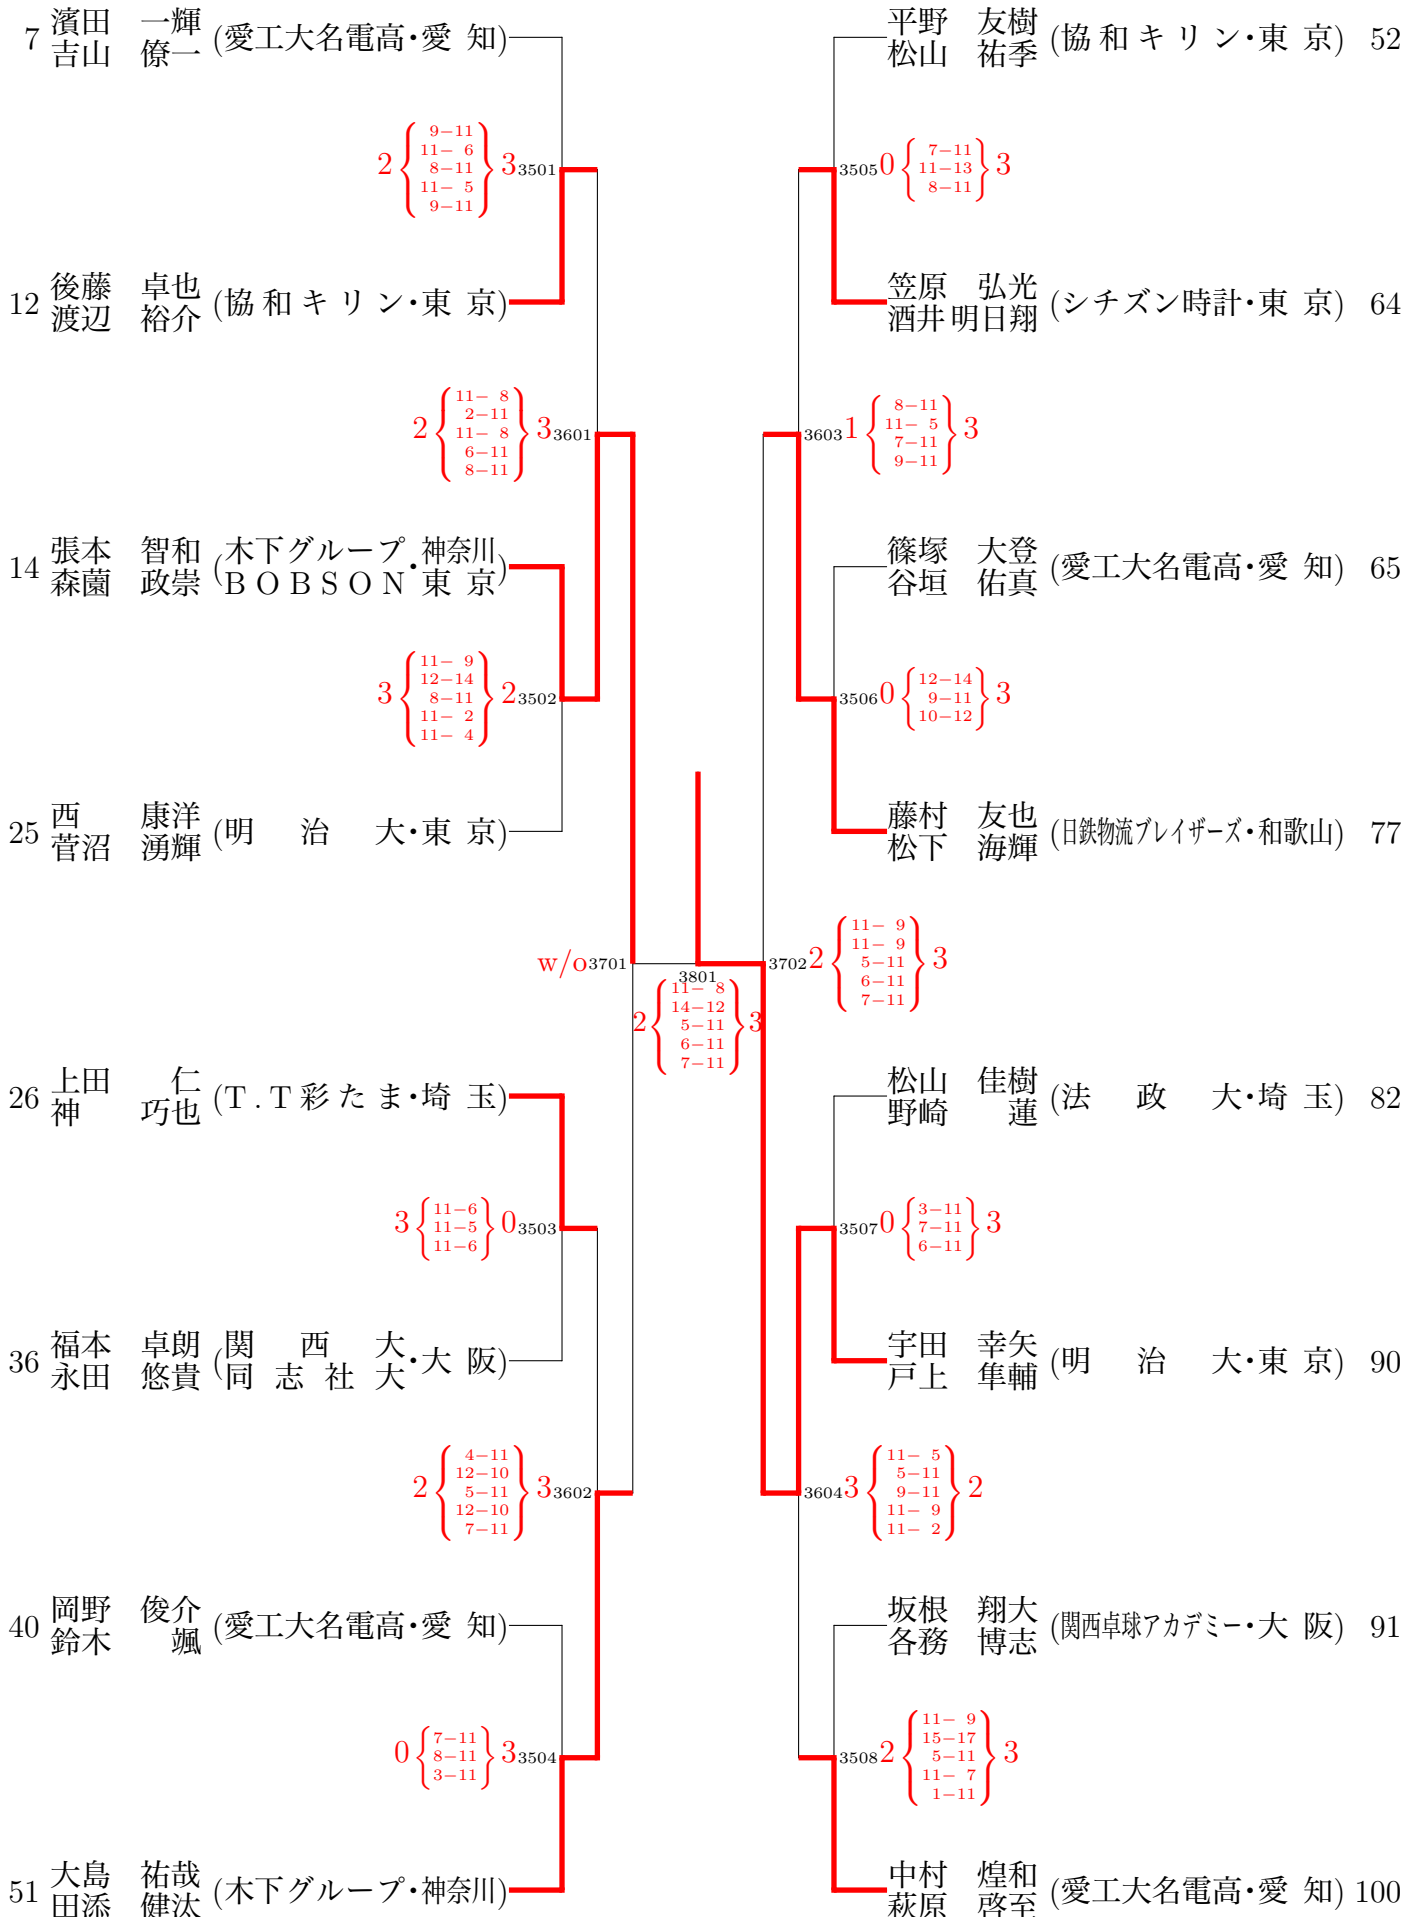 7 濱田 一輝 (愛工大名電高・愛 知)
吉山 僚一
2 { 9-11 11- 6 8-11 11- 5 9-11 } 3 3501
12 後藤 卓也 (協 和 キ リ ン・東 京)
渡辺 裕介
2 { 11- 8 2-11 11- 8 6-11 8-11 } 3 3601
14 張本 智和 (木下グループ・神奈川
森薗 政崇 B O B S O N・東 京)
3 { 11- 9 12-14 8-11 11- 2 11- 4 } 2 3502
25 西 康洋 (明 治 大・東 京)
菅沼 湧輝
w/o 3701
3801
2 { 11- 8 14-12 5-11 6-11 7-11 } 3
26 上田 仁 (T . T 彩 た ま・埼 玉)
神 巧也
3 { 11-6 11-5 11-6 } 0 3503
36 福本 卓朗 (関 西 大・大 阪)
永田 悠貴 同 志 社 大
2 { 4-11 12-10 5-11 12-10 7-11 } 3 3602
40 岡野 俊介 (愛工大名電高・愛 知)
鈴木 颯
0 { 7-11 8-11 3-11 } 3 3504
51 大島 祐哉 (木下グループ・神奈川)
田添 健汰
平野 友樹 (協 和 キ リ ン・東 京) 52
松山 祐季
3505 0 { 7-11 11-13 8-11 } 3
笠原 弘光 (シチズン時計・東 京) 64
酒井 明日翔
3603 1 { 8-11 11- 5 7-11 9-11 } 3
篠塚 大登 (愛工大名電高・愛 知) 65
谷垣 佑真
3506 0 { 12-14 9-11 10-12 } 3
藤村 友也 (日鉄物流ブレイザーズ・和歌山) 77
松下 海輝
3702 2 { 11- 9 11- 9 5-11 6-11 7-11 } 3
松山 佳樹 (法 政 大・埼 玉) 82
野崎 蓮
3507 0 { 3-11 7-11 6-11 } 3
宇田 幸矢 (明 治 大・東 京) 90
戸上 隼輔
3604 3 { 11- 5 5-11 9-11 11- 9 11- 2 } 2
坂根 翔大 (関西卓球アカデミー・大 阪) 91
各務 博志
3508 2 { 11- 9 15-17 5-11 11- 7 1-11 } 3
中村 煌和 (愛工大名電高・愛 知) 100
萩原 啓至